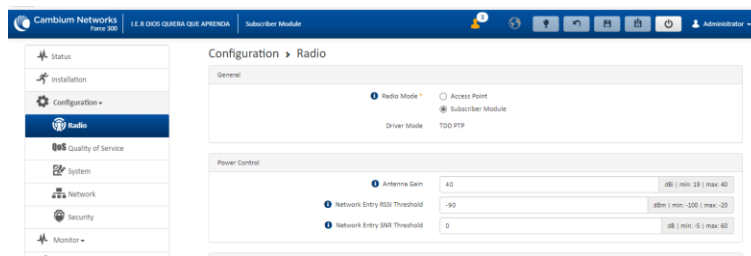 Cambium Networks
Force 300
I.E.R DIOS QUIERA QUE APRENDA
Subscriber Module
3
Administrator
Status
Installation
Configuration
Radio
QoS Quality of Service
System
Network
Security
Monitor
Configuration > Radio
General
Radio Mode *
Access Point
Subscriber Module
Driver Mode TDD-PTP
Power Control
Antenna Gain 40 dBi | min: 19 | max: 40
Network Entry RSSI Threshold -90 dBm | min: -100 | max: -20
Network Entry SNR Threshold 0 dB | min: -5 | max: 60